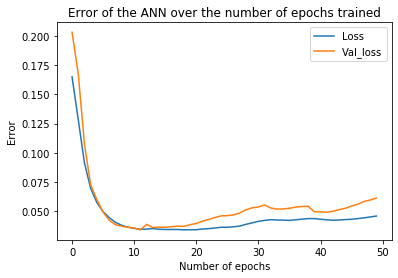 Error of the ANN over the number of epochs trained
Loss
Val_loss
0.200
0.175
0.150
0.125
0.100
0.075
0.050
Error
0 10 20 30 40 50
Number of epochs